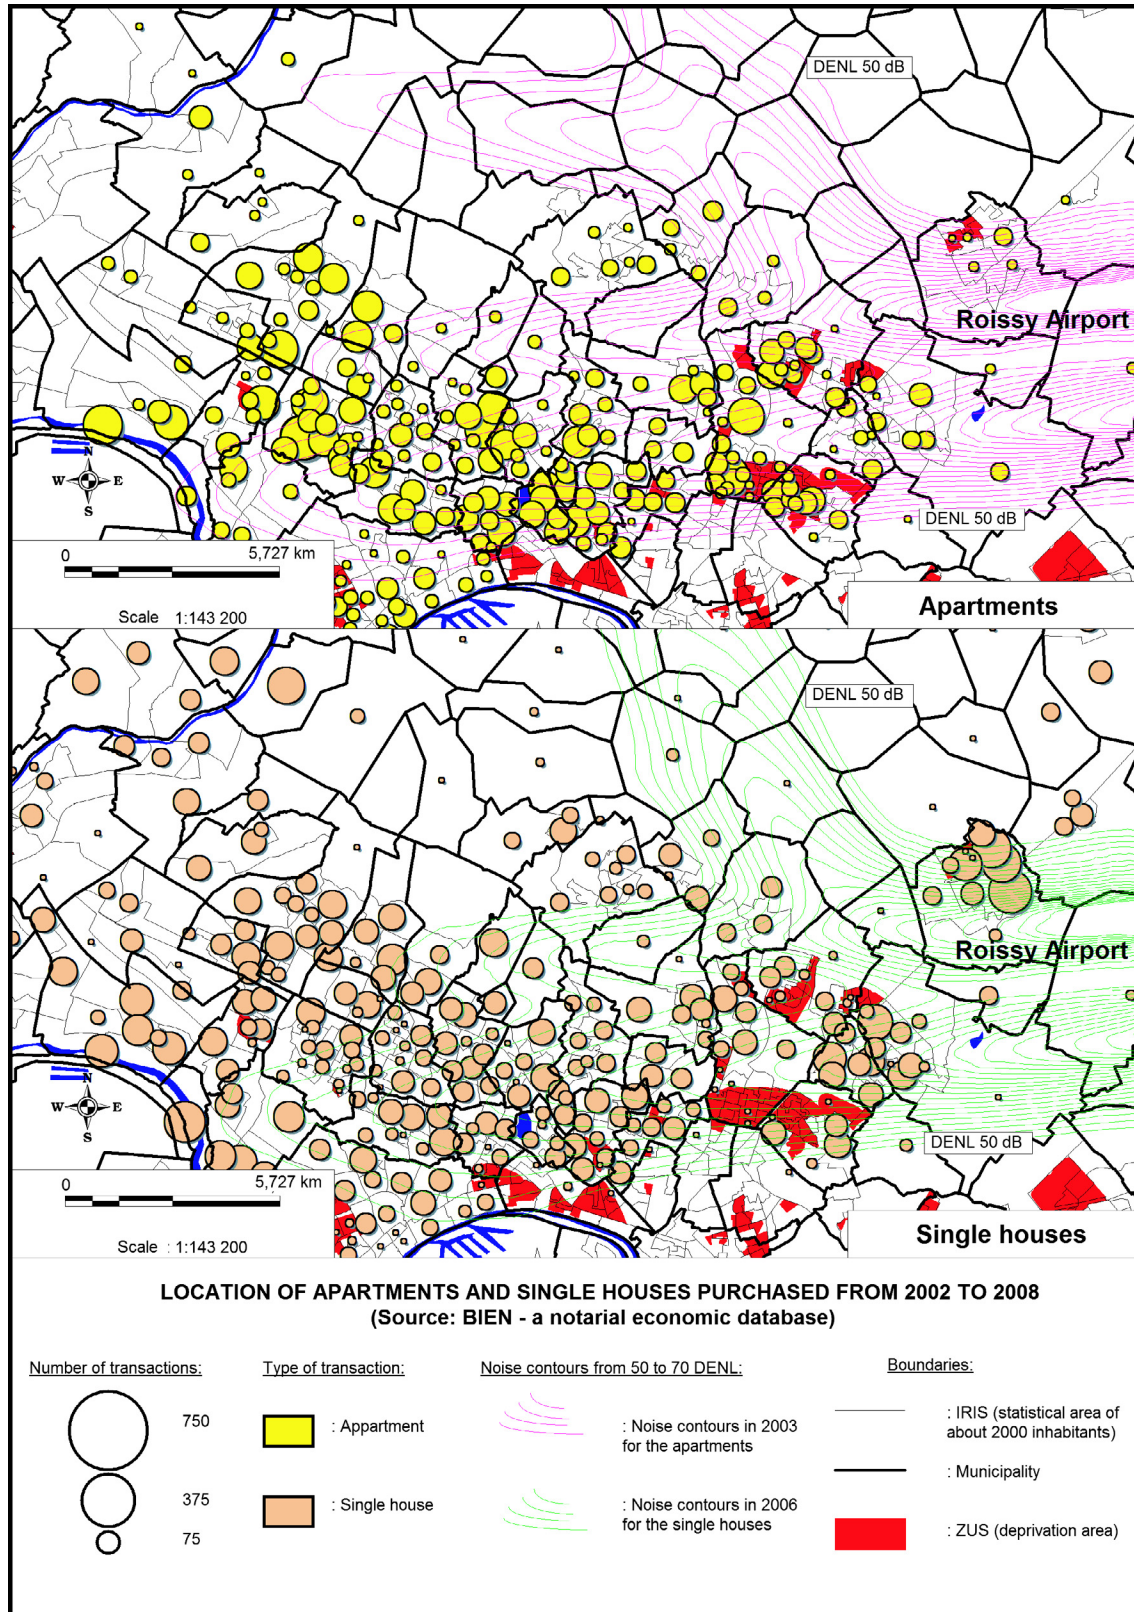 DENL 50 dB
Roissy Airport
N
W E
S
DENL 50 dB
0 5,727 km
Scale 1:143 200
Apartments
DENL 50 dB
Roissy Airport
N
W E
S
DENL 50 dB
0 5,727 km
Scale : 1:143 200
Single houses
LOCATION OF APARTMENTS AND SINGLE HOUSES PURCHASED FROM 2002 TO 2008
(Source: BIEN - a notarial economic database)
Number of transactions:
750
375
75
Type of transaction:
: Appartment
: Single house
Noise contours from 50 to 70 DENL:
: Noise contours in 2003
for the apartments
: Noise contours in 2006
for the single houses
Boundaries:
: IRIS (statistical area of
about 2000 inhabitants)
: Municipality
: ZUS (deprivation area)